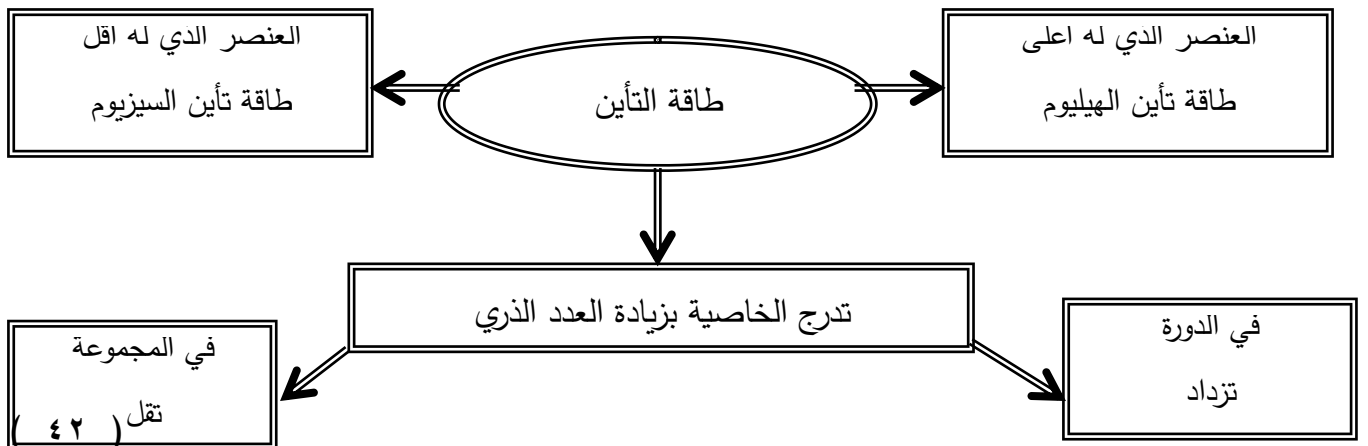 العنصر الذي له اعلى
طاقة تأين الهيليوم
طاقة التأين
العنصر الذي له اقل
طاقة تأين السيزيوم
تدرج الخاصية بزيادة العدد الذري
في الدورة
تزداد
في المجموعة
تقل
( ٤٢ )